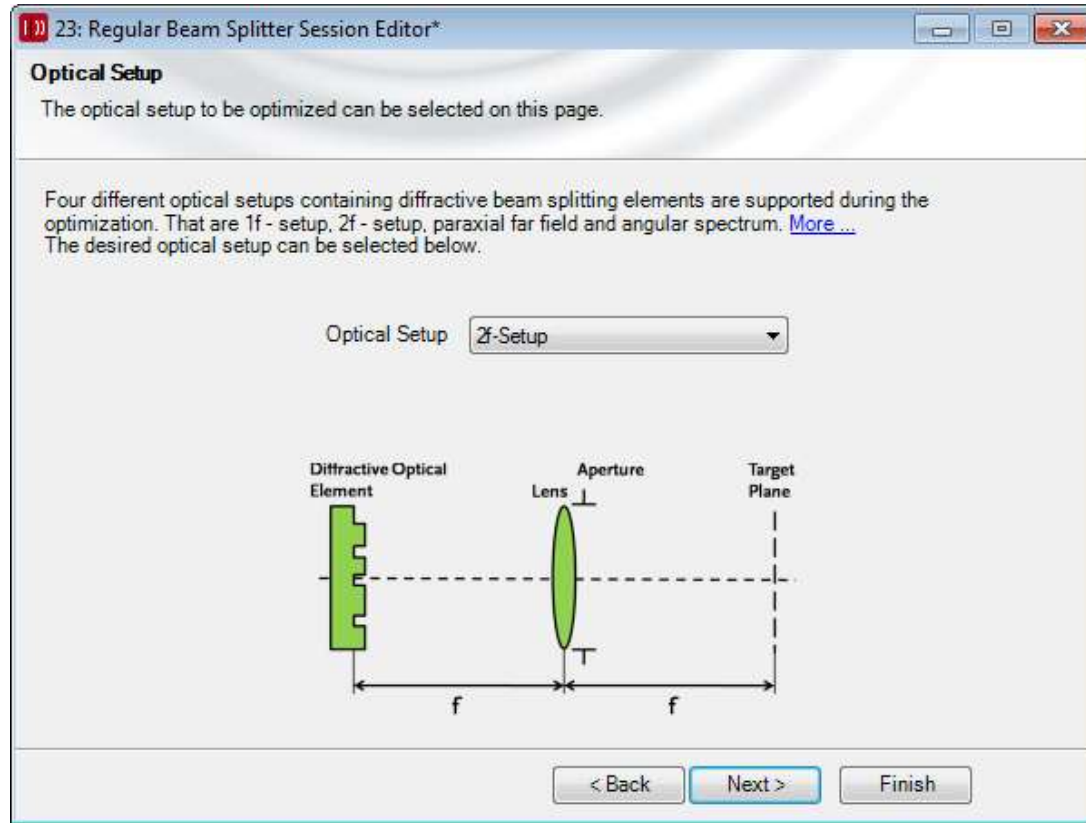 23: Regular Beam Splitter Session Editor*
Optical Setup
The optical setup to be optimized can be selected on this page.
Four different optical setups containing diffractive beam splitting elements are supported during the
optimization. That are 1f - setup, 2f - setup, paraxial far field and angular spectrum. More ...
The desired optical setup can be selected below.
Optical Setup 2f-Setup
Diffractive Optical Aperture Target
Element Lens Plane
f f
< Back Next > Finish